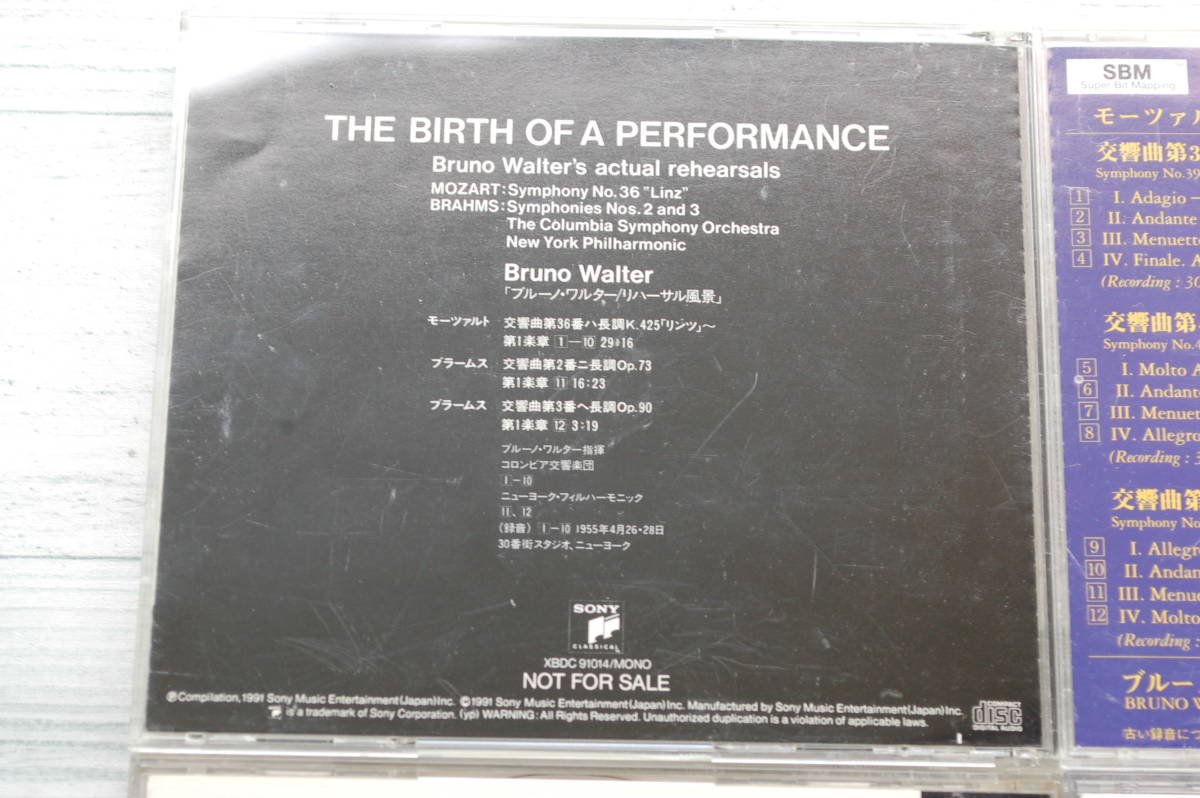 THE BIRTH OF A PERFORMANCE
Bruno Walter's actual rehearsals
MOZART: Symphony No. 36 "Linz"
BRAHMS: Symphonies Nos. 2 and 3
The Columbia Symphony Orchestra
New York Philharmonic
Bruno Walter
「ブルーノ・ワルター/リハーサル風景」
モーツァルト 交響曲第36番ハ長調K.425「リンツ」～
第1楽章 1-10 29:16
ブラームス 交響曲第2番ニ長調Op.73
第1楽章 11 16:23
ブラームス 交響曲第3番ヘ長調Op.90
第1楽章 12 3:19
ブルーノ・ワルター指揮
コロンビア交響楽団
1-10
ニューヨーク・フィルハーモニック
11、12
〈録音〉 1-10 1955年4月26・28日
30番街スタジオ、ニューヨーク
SONY
CLASSICAL
XBDC 91014/MONO
NOT FOR SALE
Ⓟ Compilation, 1991 Sony Music Entertainment (Japan) Inc. ©1991 Sony Music Entertainment (Japan) Inc. Manufactured by Sony Music Entertainment (Japan) Inc.
is a trademark of Sony Corporation. (yp) WARNING: All Rights Reserved. Unauthorized duplication is a violation of applicable laws.
COMPACT
disc
DIGITAL AUDIO
SBM
Super Bit Mapping
モーツァル
交響曲第3
Symphony No.39
1 I. Adagio –
2 II. Andante
3 III. Menuett
4 IV. Finale. A
(Recording : 30
交響曲第
Symphony No.4
5 I. Molto A
6 II. Andant
7 III. Menuet
8 IV. Allegro
(Recording : 3
交響曲第
Symphony No
9 I. Allegr
10 II. Andan
11 III. Menue
12 IV. Molto
(Recording :
ブルー
BRUNO W
古い録音につ